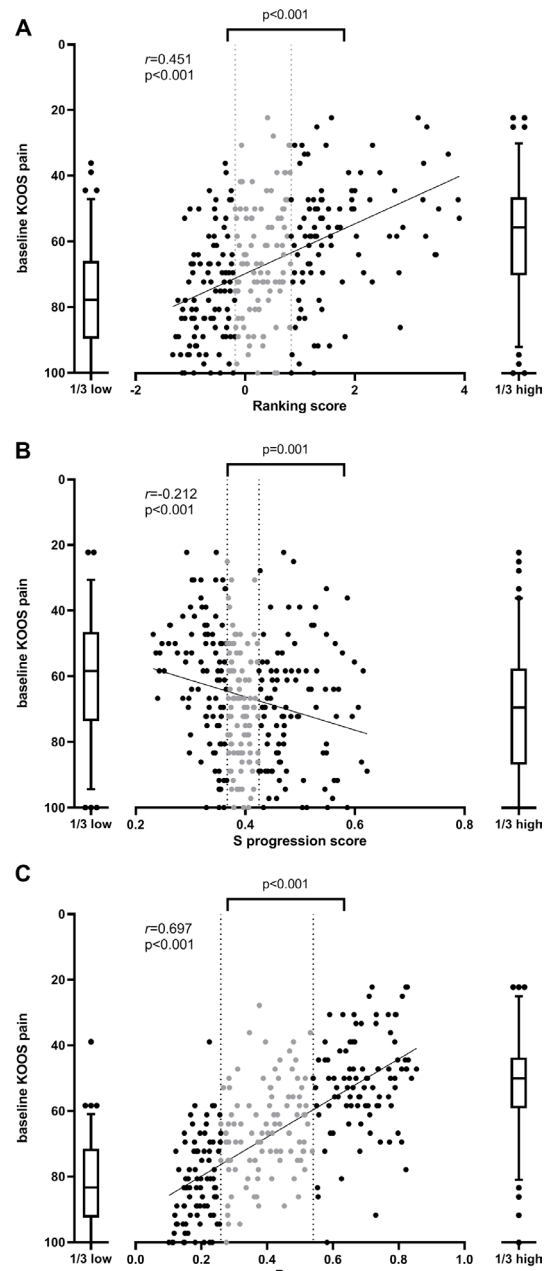 A
p<0.001
r=0.451
p<0.001
baseline KOOS pain
0
20
40
60
80
100
1/3 low
-2
0
2
4
Ranking score
1/3 high
B
p=0.001
r=-0.212
p<0.001
baseline KOOS pain
0
20
40
60
80
100
1/3 low
0.2
0.4
0.6
0.8
S progression score
1/3 high
C
p<0.001
r=0.697
p<0.001
baseline KOOS pain
0
20
40
60
80
100
1/3 low
0.0
0.2
0.4
0.6
0.8
1.0
1/3 high